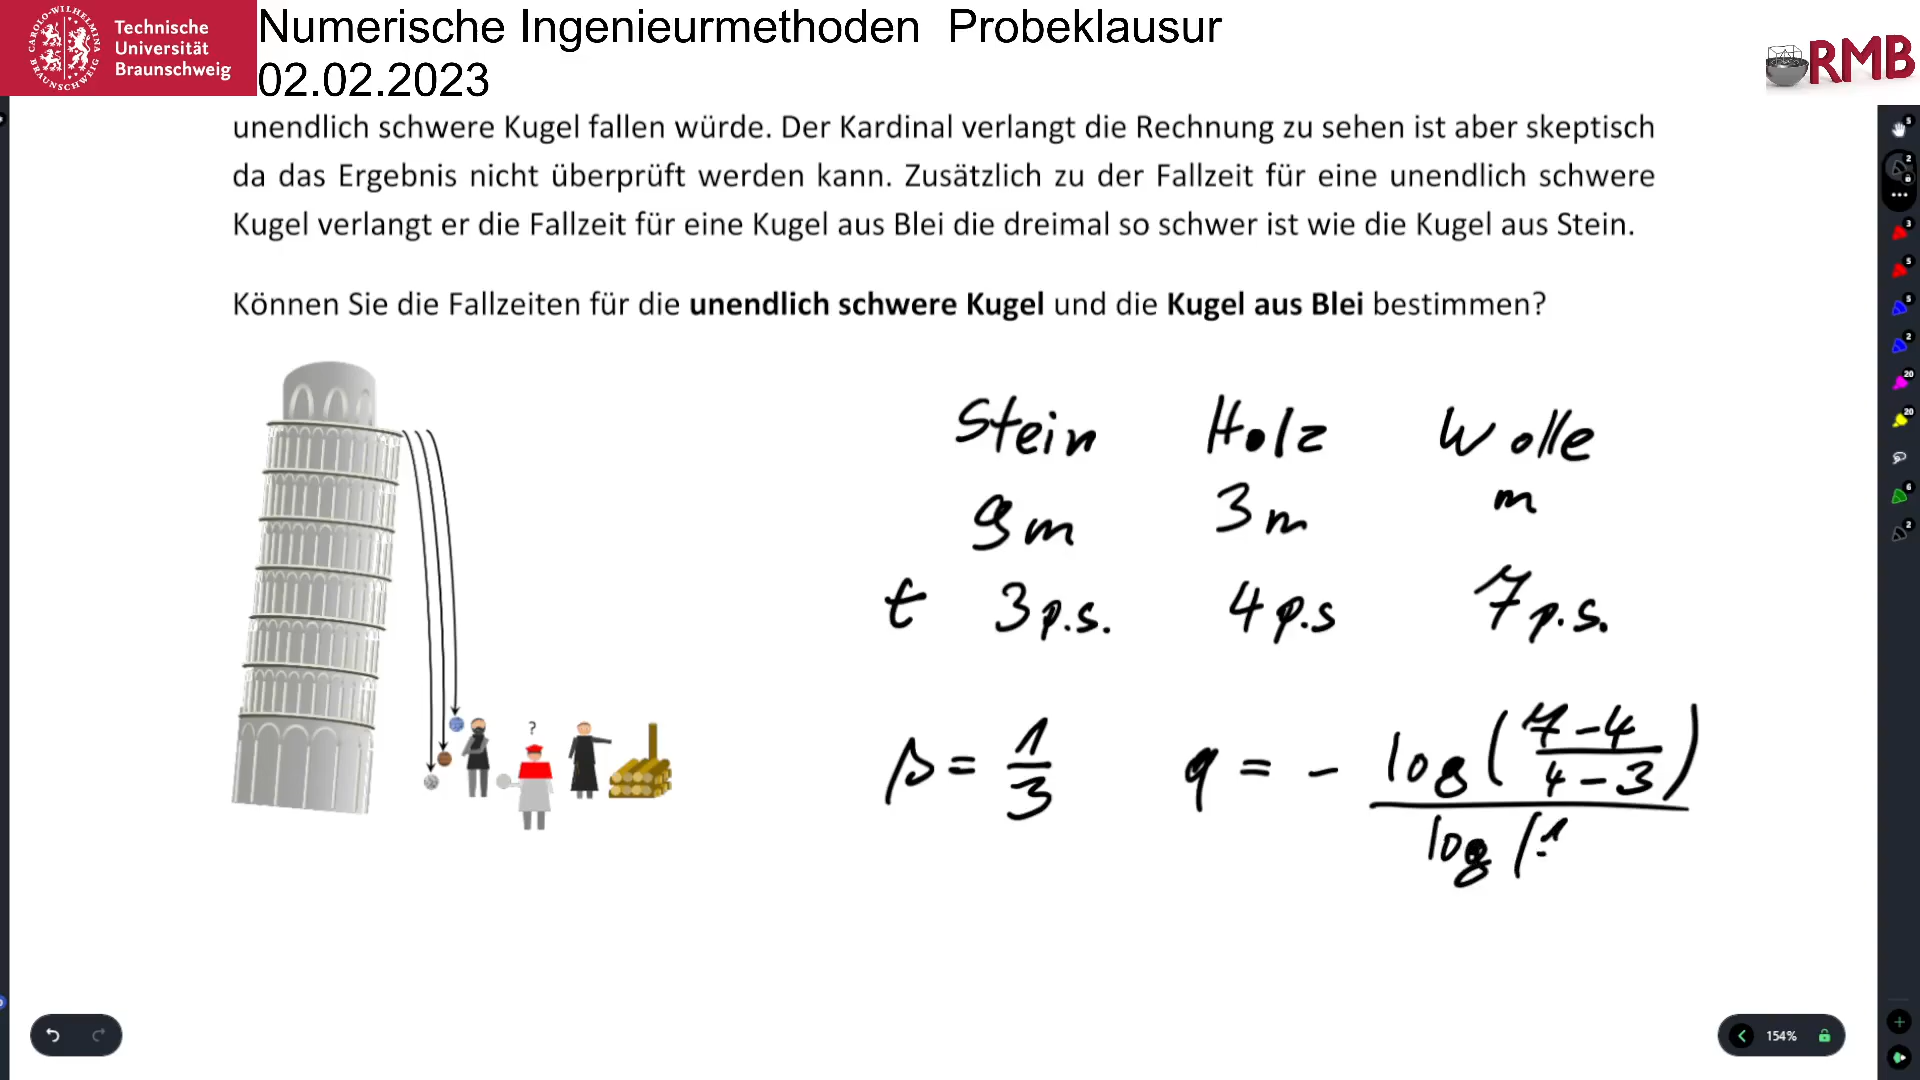 Technische
Universität
Braunschweig
Numerische Ingenieurmethoden Probeklausur
02.02.2023
RMB
unendlich schwere Kugel fallen würde. Der Kardinal verlangt die Rechnung zu sehen ist aber skeptisch
da das Ergebnis nicht überprüft werden kann. Zusätzlich zu der Fallzeit für eine unendlich schwere
Kugel verlangt er die Fallzeit für eine Kugel aus Blei die dreimal so schwer ist wie die Kugel aus Stein.
Können Sie die Fallzeiten für die unendlich schwere Kugel und die Kugel aus Blei bestimmen?
Stein Holz Wolle
9m 3m m
t 3p.s. 4p.s 7p.s.
?
s = 1/3 q = - log(7-4/4-3)
log(1
154%